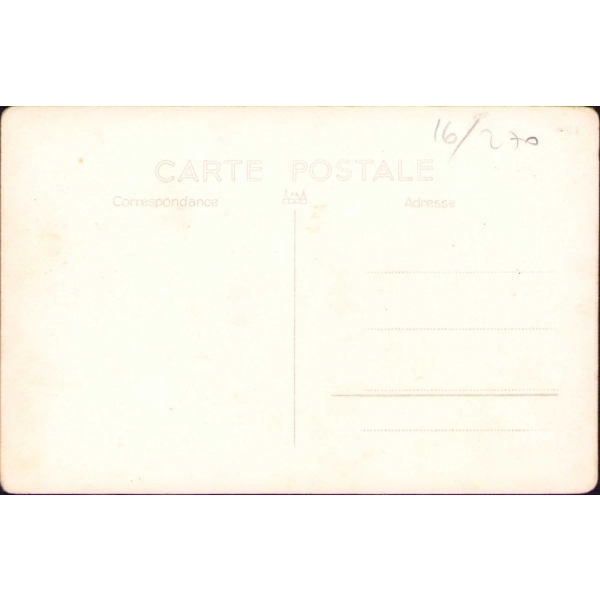 16/270
CARTE POSTALE
Correspondance
Adresse